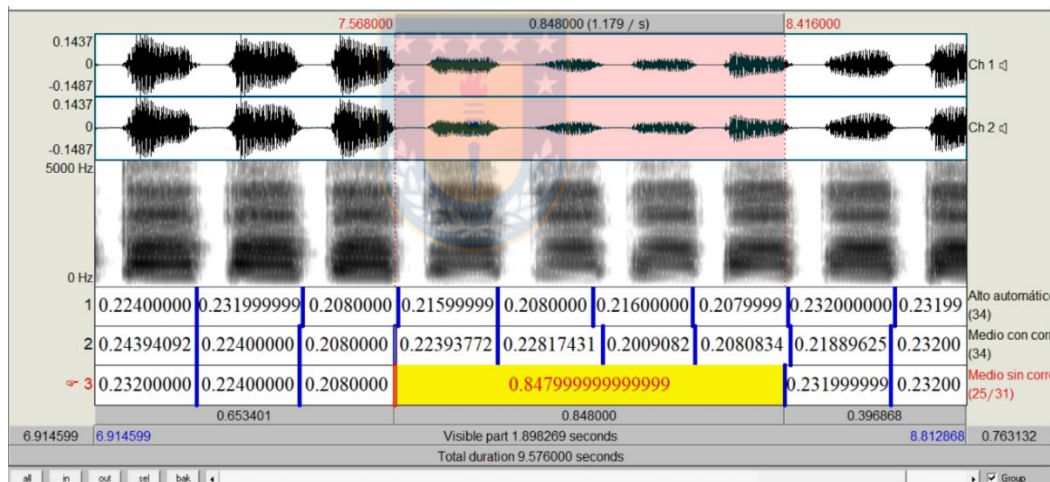 7.568000 0.848000 (1.179 / s) 8.416000
0.1437
0
-0.1487
Ch 1
0.1437
0
-0.1487
Ch 2
5000 Hz
0 Hz
1 0.22400000 0.231999999 0.2080000 0.21599999 0.2080000 0.21600000 0.2079999 0.232000000 0.23199 Alto automático
(34)
2 0.24394092 0.22400000 0.2080000 0.22393772 0.22817431 0.2009082 0.2080834 0.21889625 0.23200 Medio con corr
(34)
3 0.23200000 0.22400000 0.2080000 0.847999999999999 0.231999999 0.23200 Medio sin corre
(25/31)
0.653401 0.848000 0.396868
6.914599 6.914599 Visible part 1.898269 seconds 8.812868 0.763132
Total duration 9.576000 seconds
all in out sel bak Group